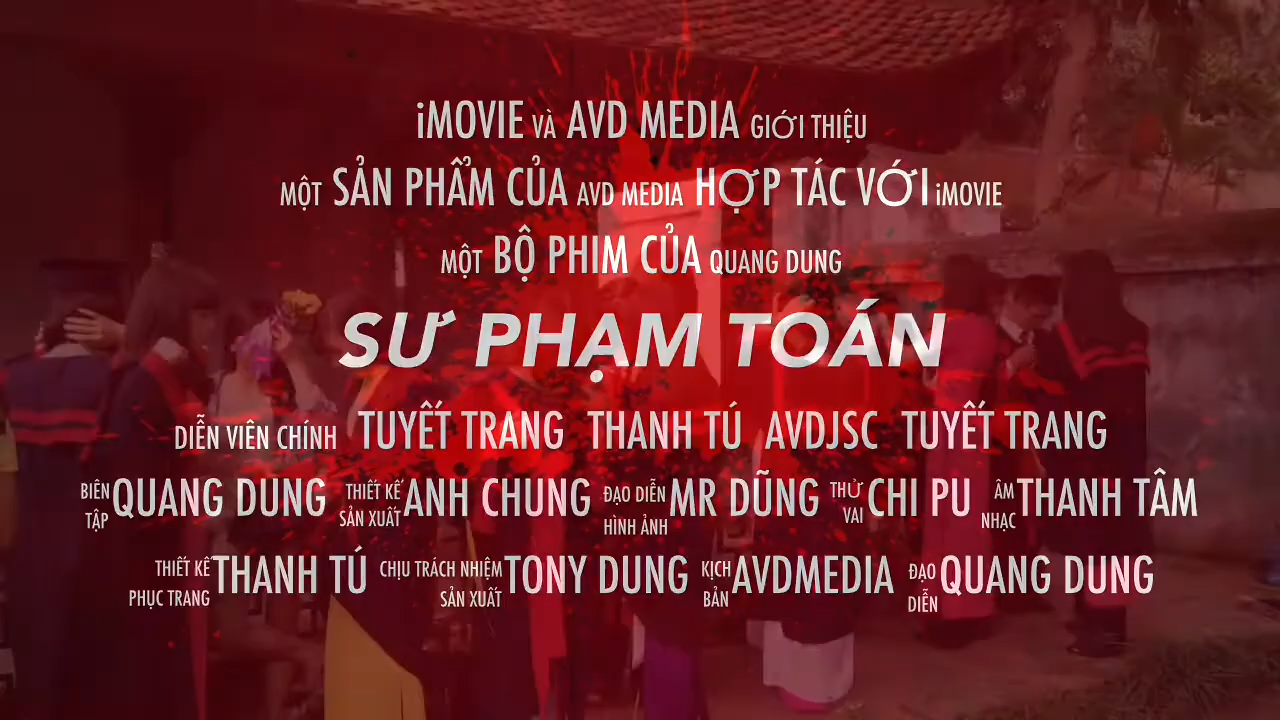 iMOVIE VÀ AVD MEDIA GIỚI THIỆU
MỘT SẢN PHẨM CỦA AVD MEDIA HỢP TÁC VỚI iMOVIE
MỘT BỘ PHIM CỦA QUANG DUNG
SƯ PHẠM TOÁN
DIỄN VIÊN CHÍNH TUYẾT TRANG THANH TÚ AVDJSC TUYẾT TRANG
BIÊN TẬP QUANG DUNG THIẾT KẾ SẢN XUẤT ANH CHUNG ĐẠO DIỄN HÌNH ẢNH MR DŨNG THỬ VAI CHI PU ÂM NHẠC THANH TÂM
THIẾT KẾ PHỤC TRANG THANH TÚ CHỊU TRÁCH NHIỆM SẢN XUẤT TONY DUNG KỊCH BẢN AVDMEDIA ĐẠO DIỄN QUANG DUNG